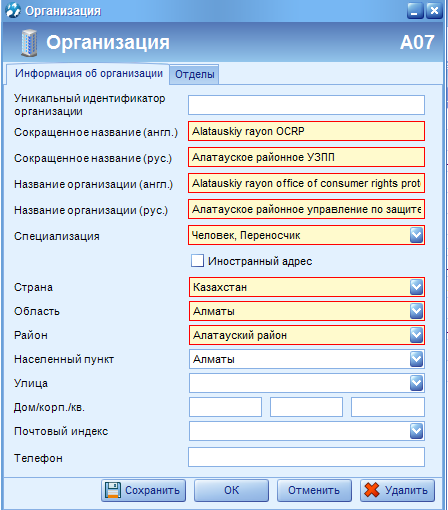 Организация
Организация A07
Информация об организации Отделы
Уникальный идентификатор
организации
Сокращенное название (англ.) Alatauskiy rayon OCRP
Сокращенное название (рус.) Алатауское районное УЗПП
Название организации (англ.) Alatauskiy rayon office of consumer rights prot
Название организации (рус.) Алатауское районное управление по защите
Специализация Человек, Переносчик
Иностранный адрес
Страна Казахстан
Область Алматы
Район Алатауский район
Населенный пункт Алматы
Улица
Дом/корп./кв.
Почтовый индекс
Телефон
Сохранить OK Отменить Удалить